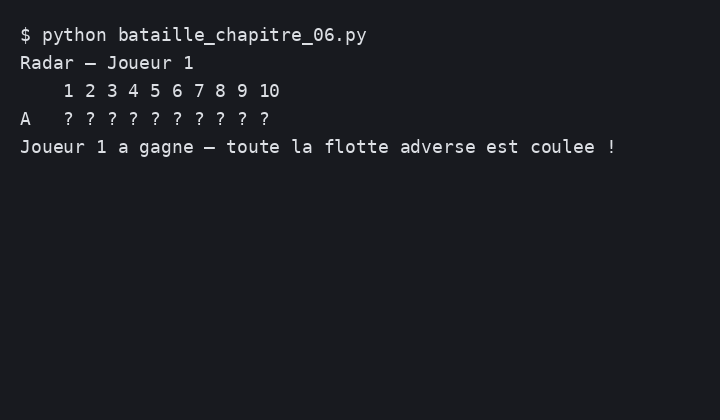 $ python bataille_chapitre_06.py
Radar — Joueur 1
    1 2 3 4 5 6 7 8 9 10
A   ? ? ? ? ? ? ? ? ? ?
Joueur 1 a gagne — toute la flotte adverse est coulee !